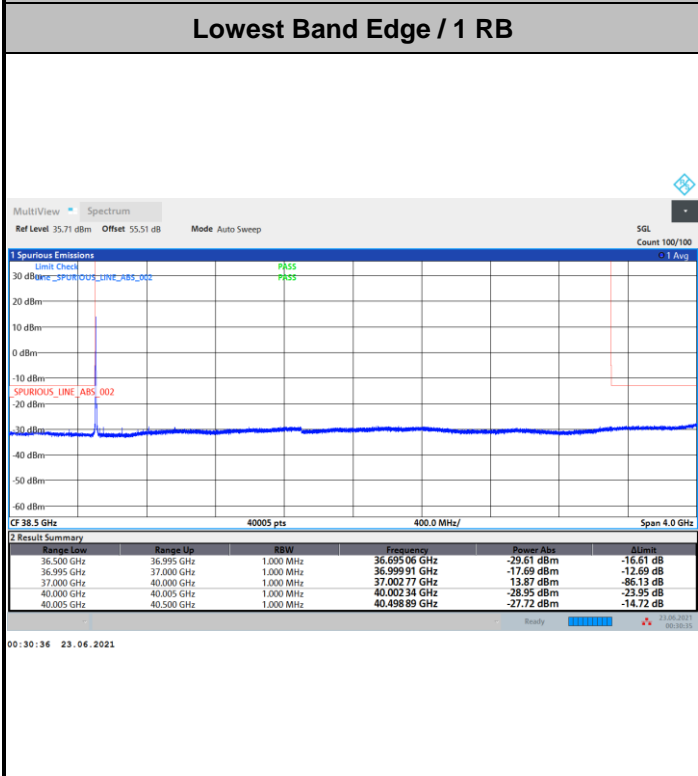 Lowest Band Edge / 1 RB
MultiView Spectrum
Ref Level 35.71 dBm Offset 55.51 dB Mode Auto Sweep SGL
Count 100/100
1 Spurious Emissions 1 Avg
Limit Check PASS
30 dBm Line _SPURIOUS_LINE_ABS_002 PASS
20 dBm
10 dBm
0 dBm
-10 dBm
_SPURIOUS_LINE_ABS_002
-20 dBm
-30 dBm
-40 dBm
-50 dBm
-60 dBm
CF 38.5 GHz 40005 pts 400.0 MHz/ Span 4.0 GHz
2 Result Summary
Range Low Range Up RBW Frequency Power Abs ΔLimit
36.500 GHz 36.995 GHz 1.000 MHz 36.695 06 GHz -29.61 dBm -16.61 dB
36.995 GHz 37.000 GHz 1.000 MHz 36.999 91 GHz -17.69 dBm -12.69 dB
37.000 GHz 40.000 GHz 1.000 MHz 37.002 77 GHz 13.87 dBm -86.13 dB
40.000 GHz 40.005 GHz 1.000 MHz 40.002 34 GHz -28.95 dBm -23.95 dB
40.005 GHz 40.500 GHz 1.000 MHz 40.498 89 GHz -27.72 dBm -14.72 dB
Ready 23.06.2021
00:30:35
00:30:36 23.06.2021